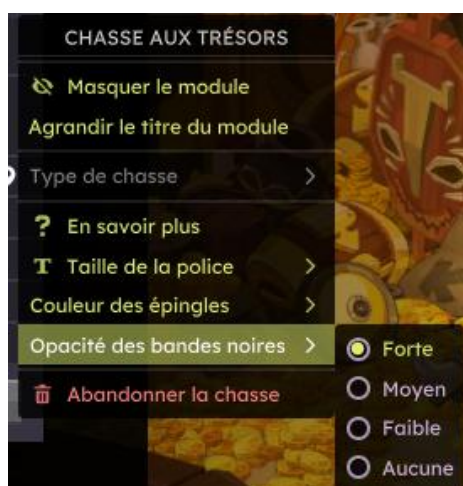 CHASSE AUX TRÉSORS
Masquer le module
Agrandir le titre du module
Type de chasse
? En savoir plus
T Taille de la police
Couleur des épingles
Opacité des bandes noires
Forte
Abandonner la chasse
Moyen
Faible
Aucune